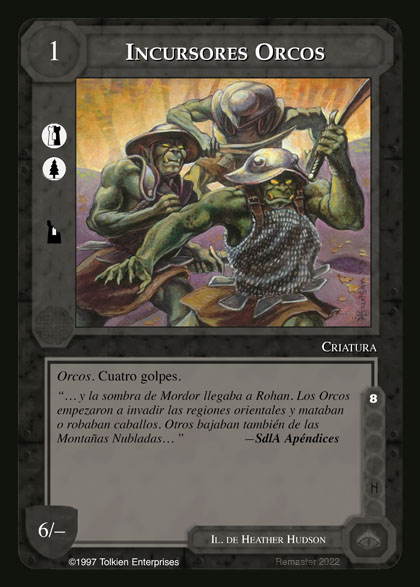 1
INCURSORES ORCOS
CRIATURA
Orcos. Cuatro golpes.
“… y la sombra de Mordor llegaba a Rohan. Los Orcos
empezaron a invadir las regiones orientales y mataban
o robaban caballos. Otros bajaban también de las
Montañas Nubladas… ” —SdlA Apéndices
8
6/–
IL. DE HEATHER HUDSON
©1997 Tolkien Enterprises
Remaster 2022